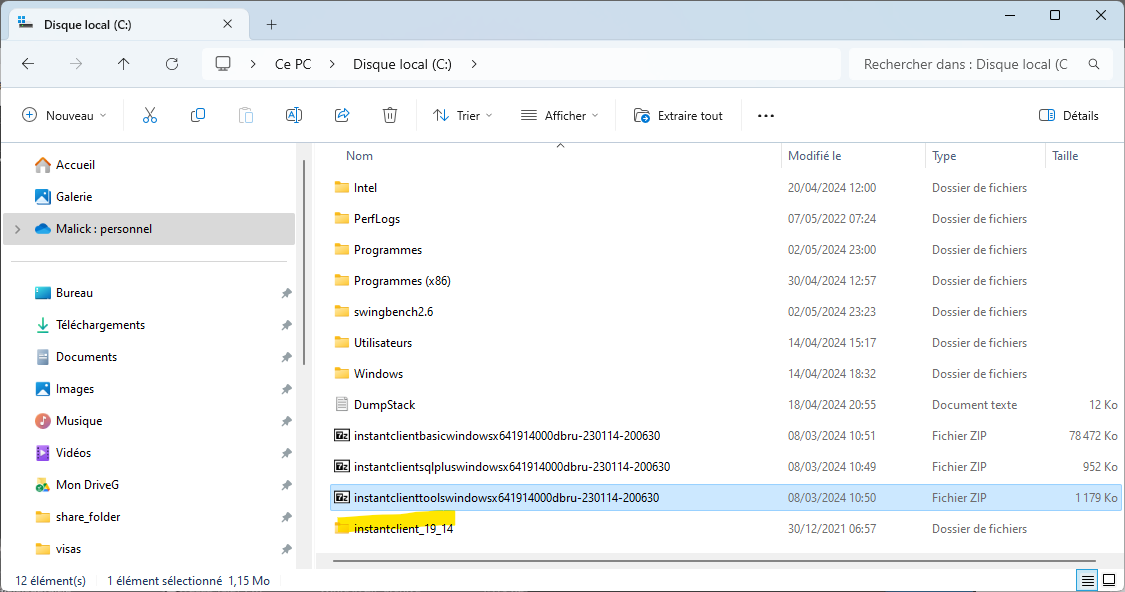 Disque local (C:)
Ce PC
Disque local (C:)
Rechercher dans : Disque local (C
Nouveau
Trier
Afficher
Extraire tout
Détails
Accueil
Galerie
Malick : personnel
Bureau
Téléchargements
Documents
Images
Musique
Vidéos
Mon DriveG
share_folder
visas
Nom Modifié le Type Taille
Intel 20/04/2024 12:00 Dossier de fichiers
PerfLogs 07/05/2022 07:24 Dossier de fichiers
Programmes 02/05/2024 23:00 Dossier de fichiers
Programmes (x86) 30/04/2024 12:57 Dossier de fichiers
swingbench2.6 02/05/2024 23:23 Dossier de fichiers
Utilisateurs 14/04/2024 15:17 Dossier de fichiers
Windows 14/04/2024 18:32 Dossier de fichiers
DumpStack 18/04/2024 20:55 Document texte 12 Ko
7z instantclientbasicwindowsx641914000dbru-230114-200630 08/03/2024 10:51 Fichier ZIP 78 472 Ko
7z instantclientsqlpluswindowsx641914000dbru-230114-200630 08/03/2024 10:49 Fichier ZIP 952 Ko
7z instantclienttoolswindowsx641914000dbru-230114-200630 08/03/2024 10:50 Fichier ZIP 1 179 Ko
instantclient_19_14 30/12/2021 06:57 Dossier de fichiers
12 élément(s) 1 élément sélectionné 1,15 Mo